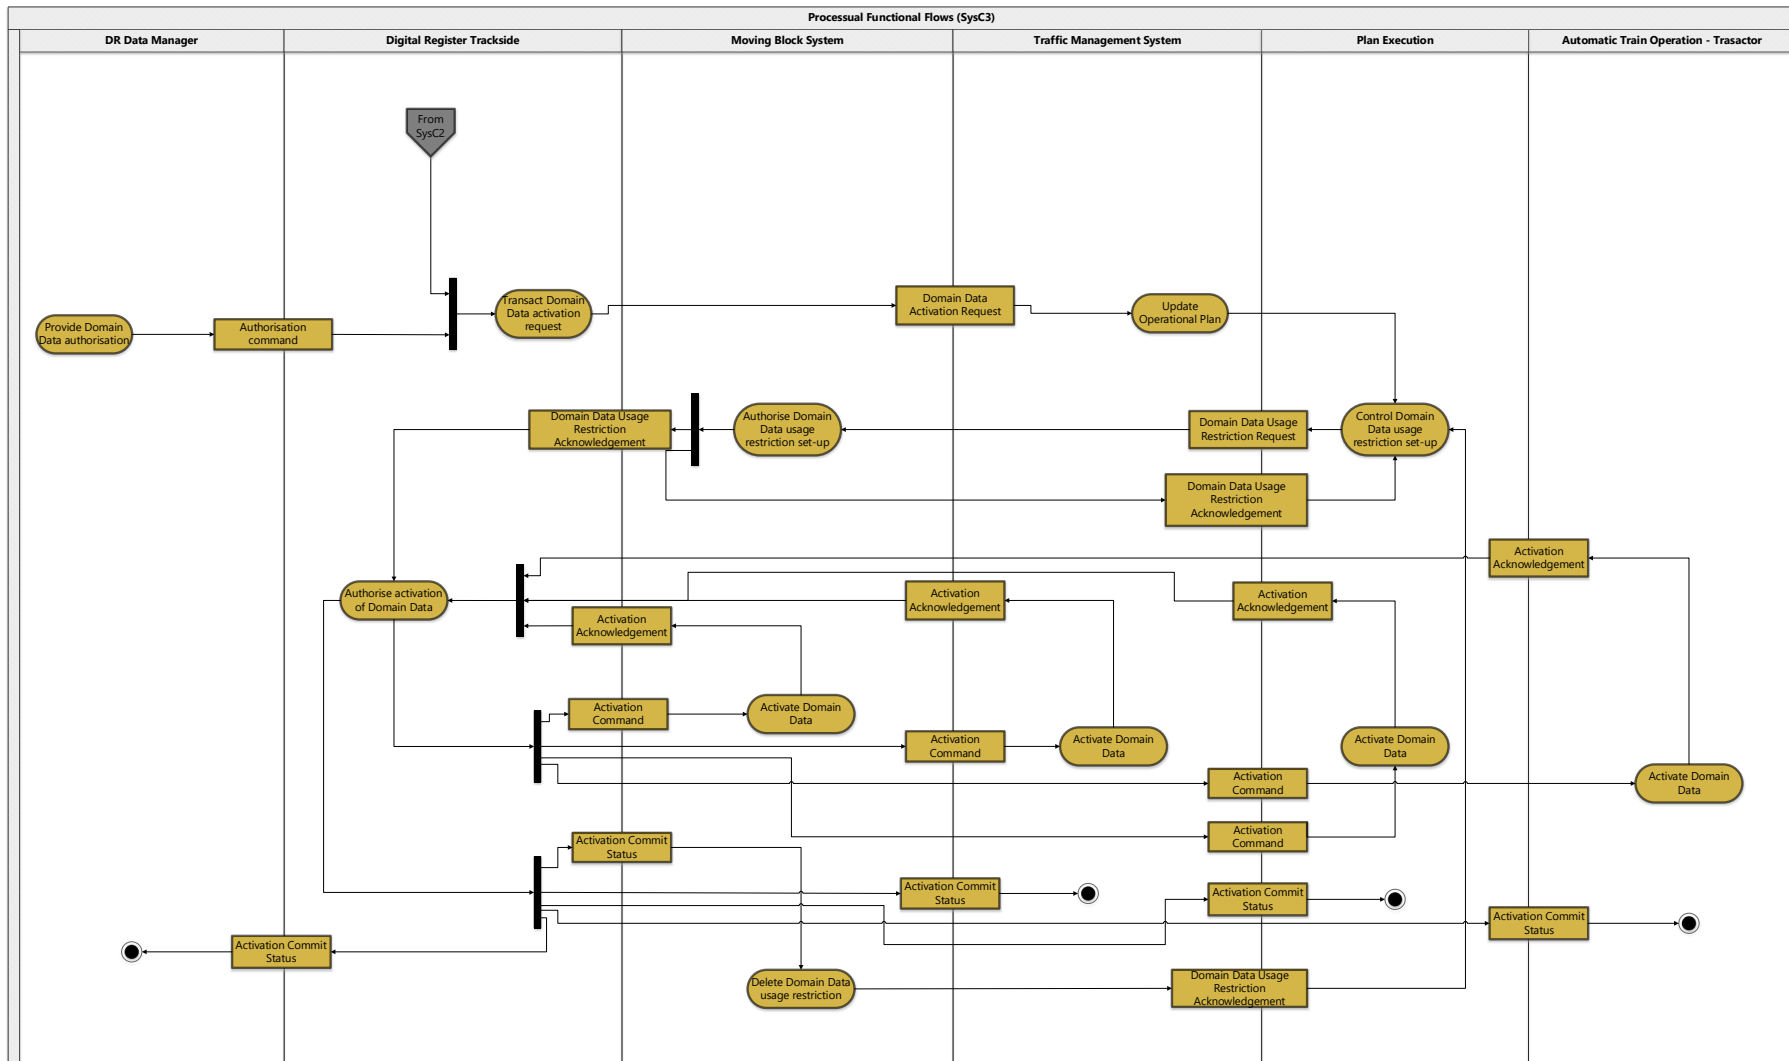 Processual Functional Flows (SysC3)
DR Data Manager
Digital Register Trackside
Moving Block System
Traffic Management System
Plan Execution
Automatic Train Operation - Trasactor
From
SysC2
Provide Domain
Data authorisation
Authorisation
command
Transact Domain
Data activation
request
Domain Data
Activation Request
Update
Operational Plan
Domain Data Usage
Restriction
Acknowledgement
Authorise Domain
Data usage
restriction set-up
Domain Data Usage
Restriction Request
Control Domain
Data usage
restriction set-up
Domain Data Usage
Restriction
Acknowledgement
Activation
Acknowledgement
Authorise activation
of Domain Data
Activation
Acknowledgement
Activation
Acknowledgement
Activation
Acknowledgement
Activation
Command
Activate Domain
Data
Activation
Command
Activate Domain
Data
Activate Domain
Data
Activation
Command
Activate Domain
Data
Activation
Command
Activation Commit
Status
Activation Commit
Status
Activation Commit
Status
Activation Commit
Status
Activation Commit
Status
Delete Domain Data
usage restriction
Domain Data Usage
Restriction
Acknowledgement